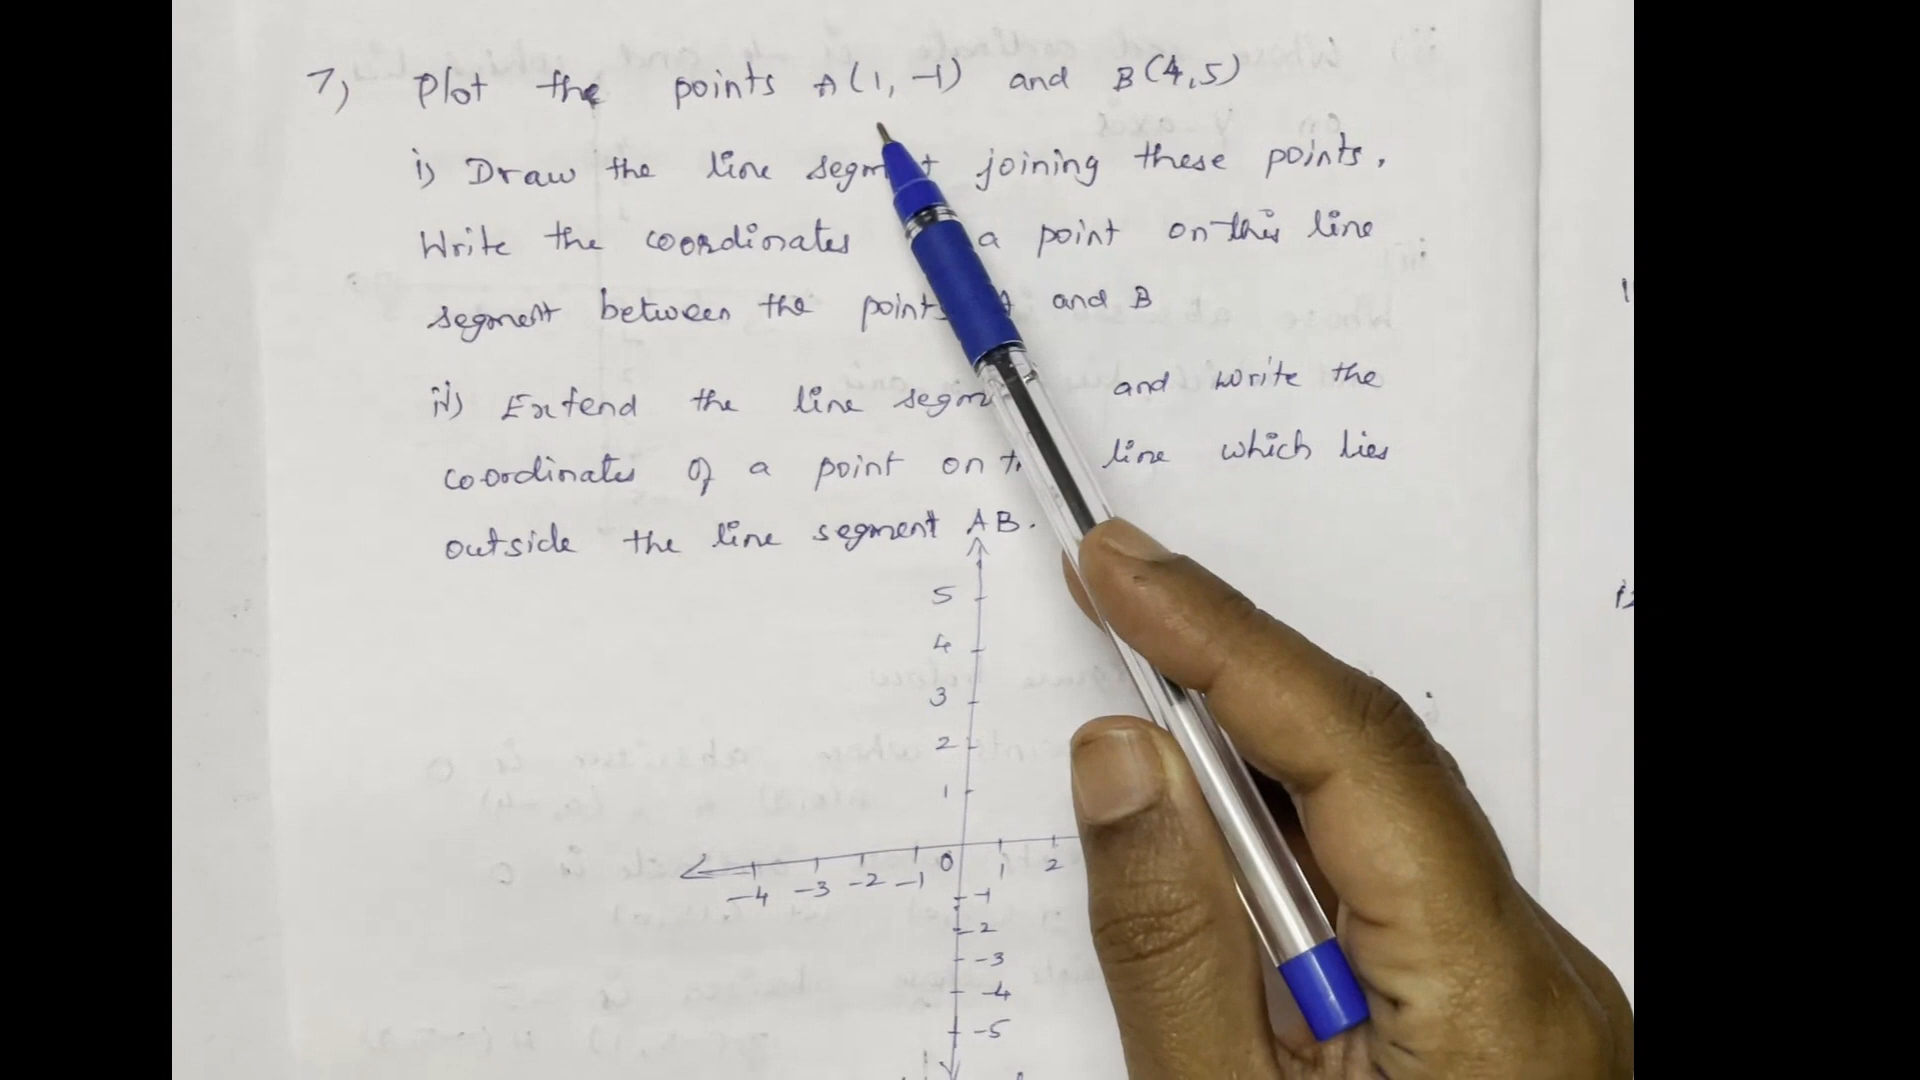 7) Plot the points A(1, -1) and B(4,5)
i) Draw the line segment joining these points.
Write the coordinates a point on this line
segment between the points A and B
ii) Extend the line segm and write the
coordinates of a point on line which lies
outside the line segment AB.
5
4
3
2
1
-4 -3 -2 -1 0 1 2
-1
-2
-3
-4
-5